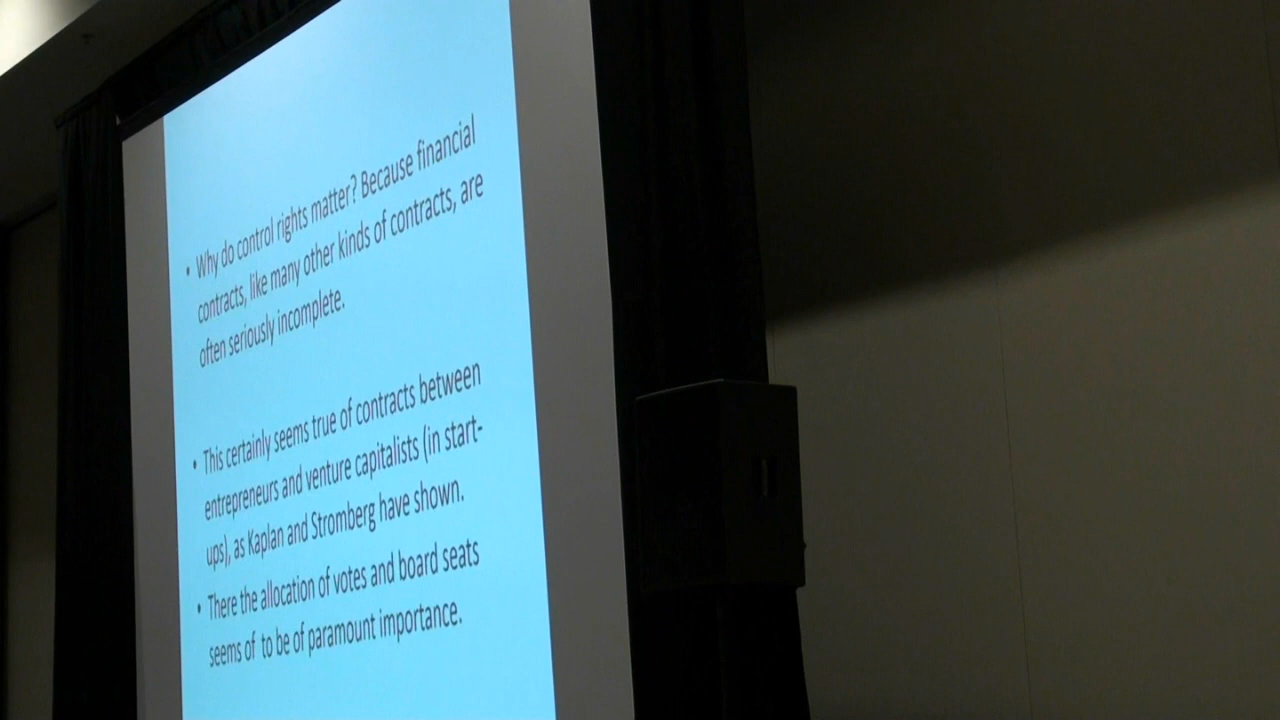 • Why do control rights matter? Because financial
contracts, like many other kinds of contracts, are
often seriously incomplete.
• This certainly seems true of contracts between
entrepreneurs and venture capitalists (in start-
ups), as Kaplan and Stromberg have shown.
• There the allocation of votes and board seats
seems of to be of paramount importance.